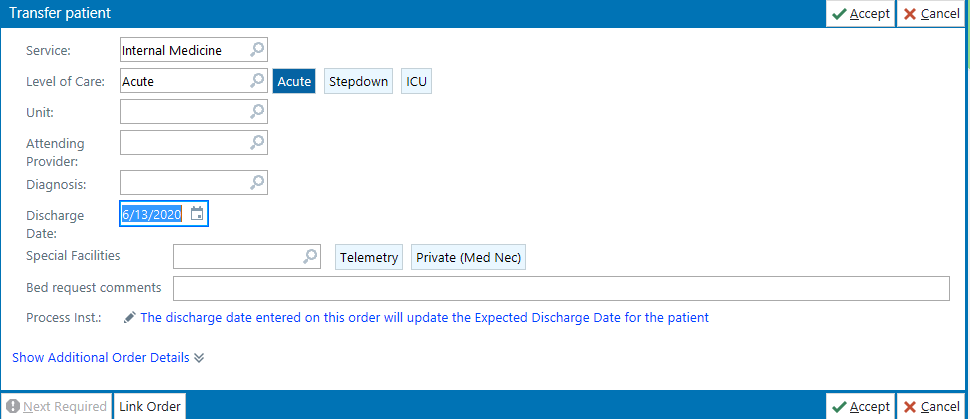 Transfer patient Accept Cancel
Service: Internal Medicine
Level of Care: Acute Acute Stepdown ICU
Unit:
Attending
Provider:
Diagnosis:
Discharge 6/13/2020
Date:
Special Facilities Telemetry Private (Med Nec)
Bed request comments
Process Inst.: The discharge date entered on this order will update the Expected Discharge Date for the patient
Show Additional Order Details
Next Required Link Order Accept Cancel